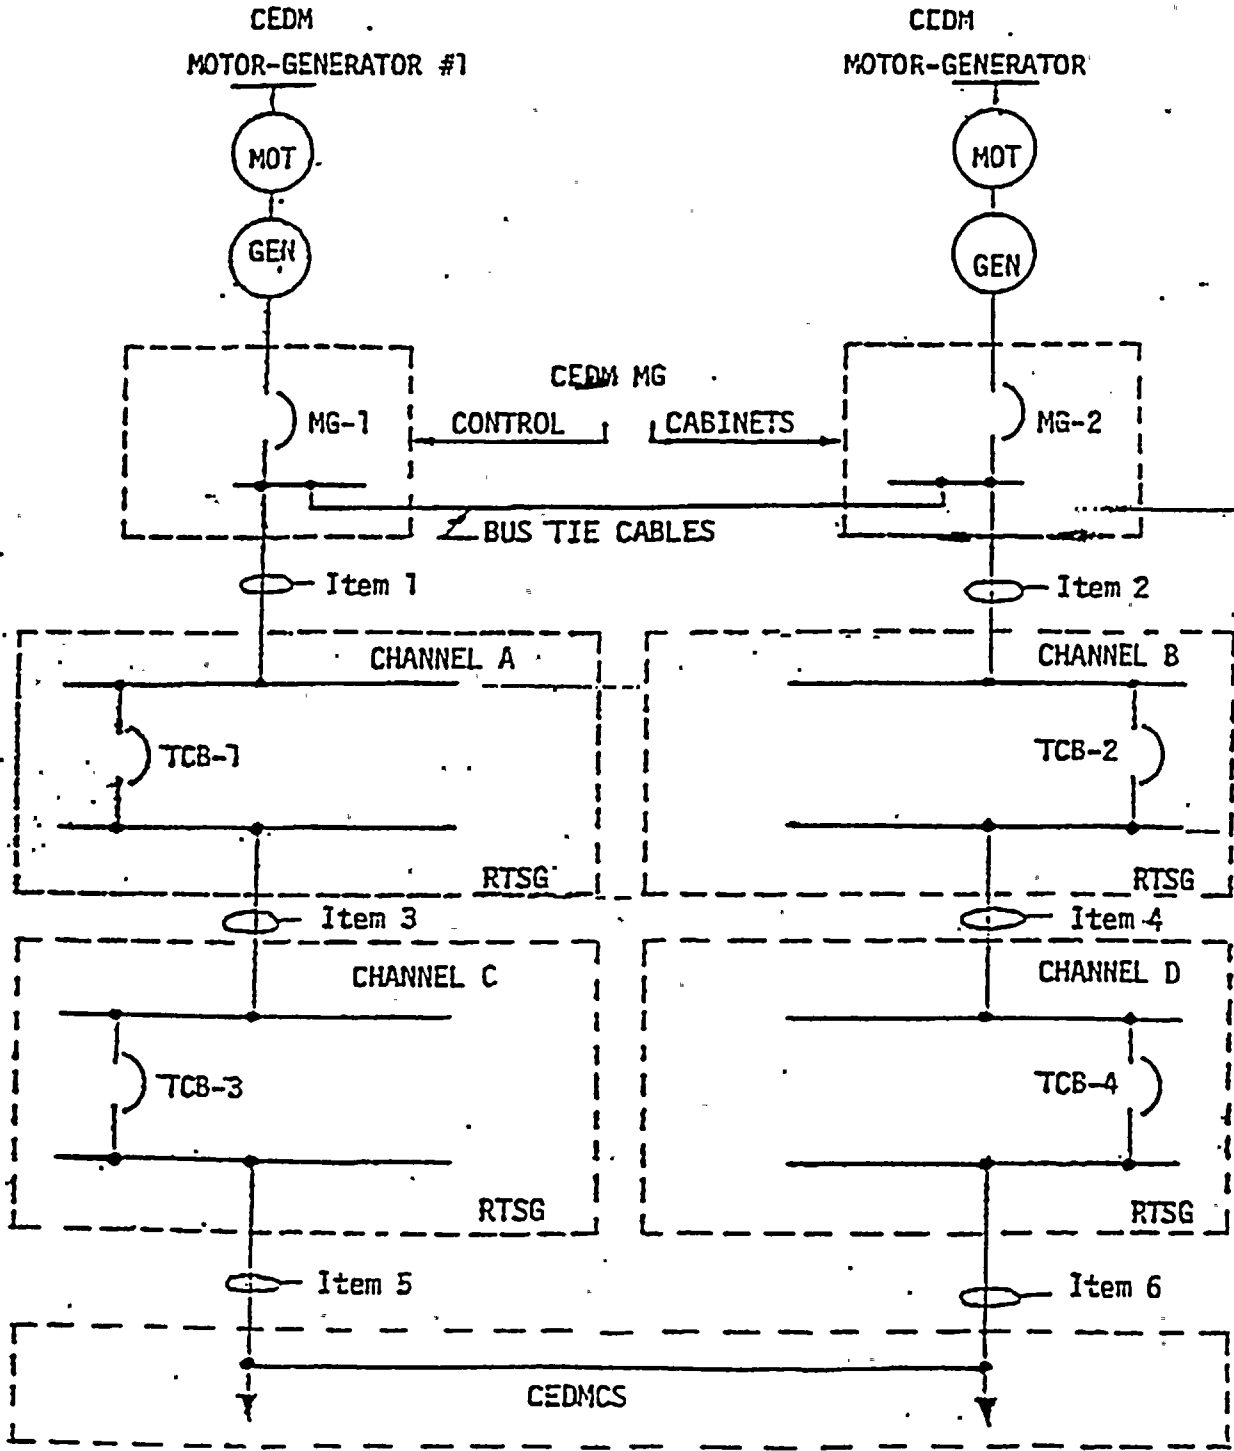 CEDM
CEDM
MOTOR-GENERATOR #1
MOTOR-GENERATOR
MOT
MOT
GEN
GEN
CEDM MG
MG-1
CONTROL
CABINETS
MG-2
BUS TIE CABLES
Item 1
Item 2
CHANNEL A
CHANNEL B
TCB-1
TCB-2
RTSG
RTSG
Item 3
Item 4
CHANNEL C
CHANNEL D
TCB-3
TCB-4
RTSG
RTSG
Item 5
Item 6
CEDMCS